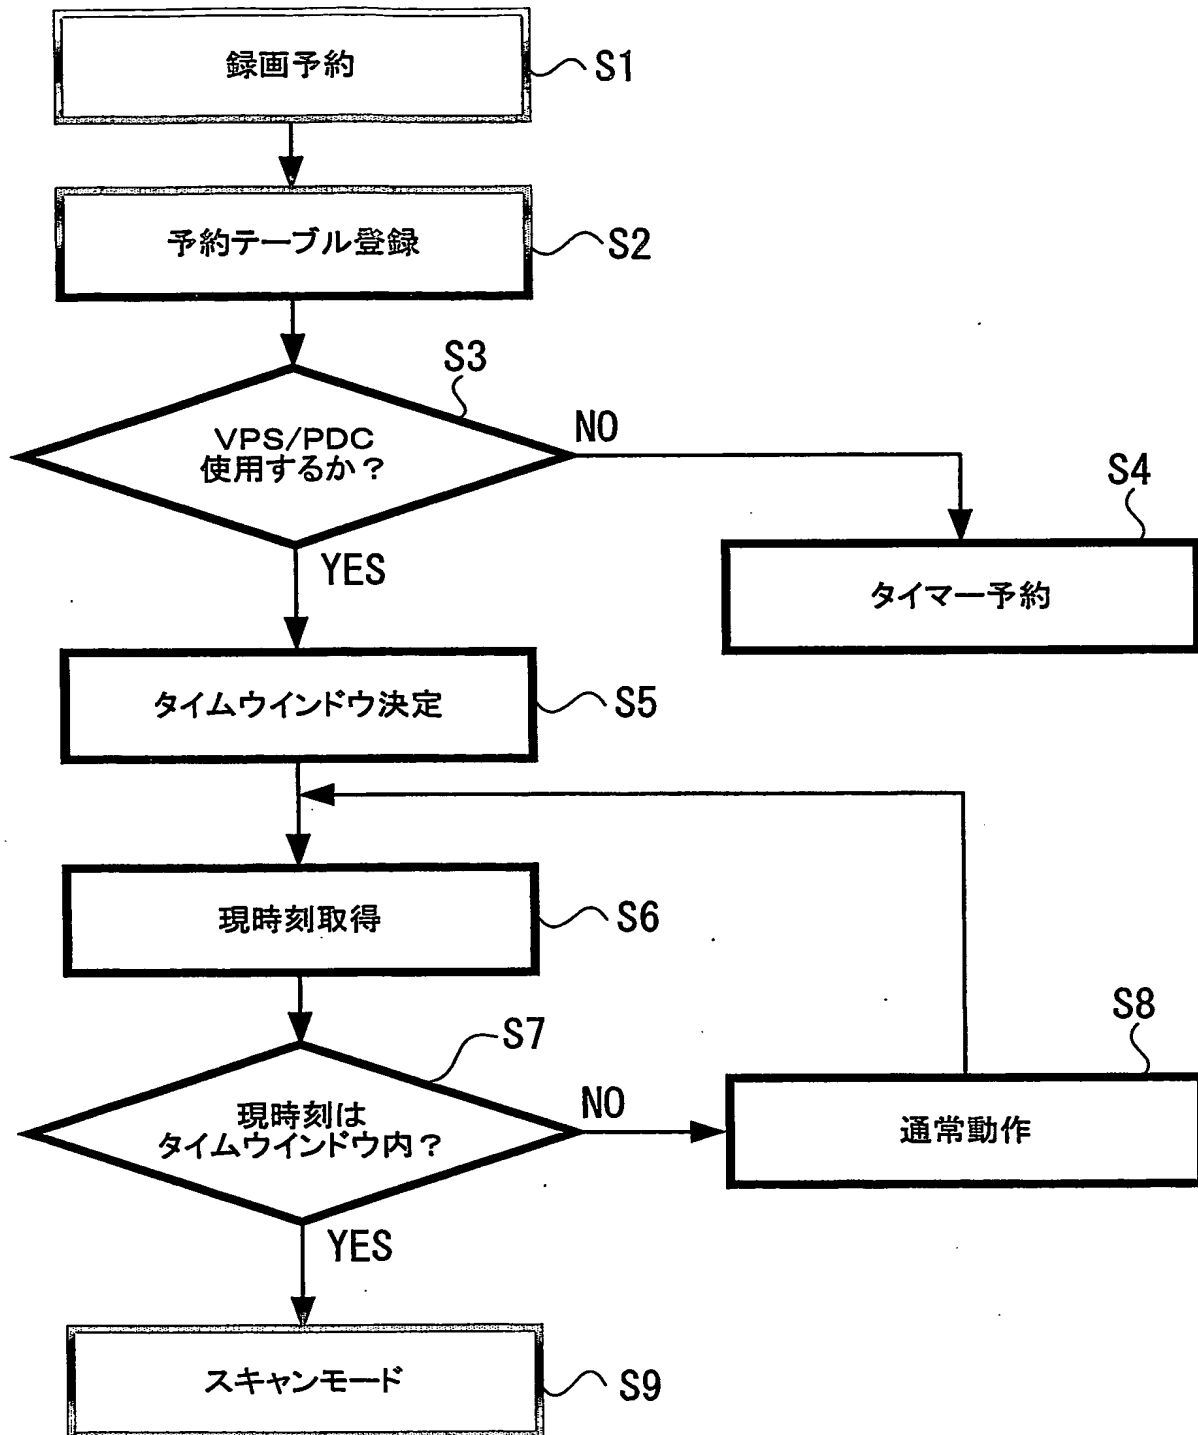 録画予約
S1
予約テーブル登録
S2
S3
VPS/PDC
使用するか？
NO
S4
タイマー予約
YES
タイムウインドウ決定
S5
現時刻取得
S6
S7
現時刻は
タイムウインドウ内？
NO
S8
通常動作
YES
スキャンモード
S9